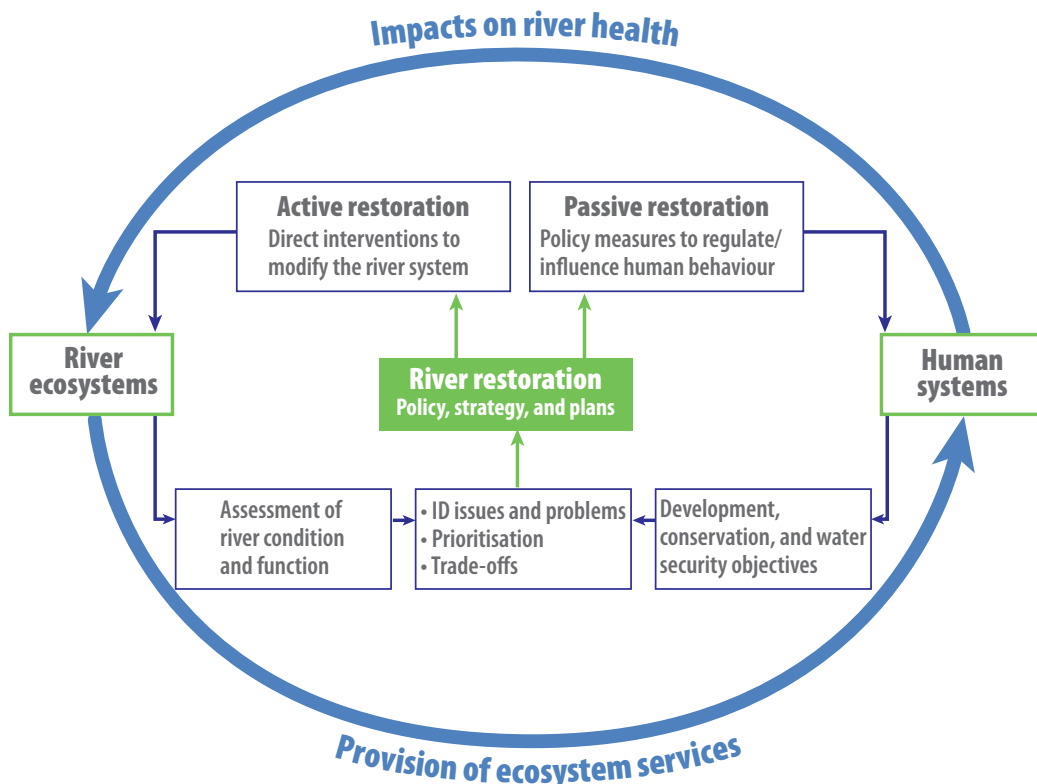 Impacts on river health
Active restoration
Direct interventions to
modify the river system
Passive restoration
Policy measures to regulate/
influence human behaviour
River
ecosystems
River restoration
Policy, strategy, and plans
Human
systems
Assessment of
river condition
and function
• ID issues and problems
• Prioritisation
• Trade-offs
Development,
conservation, and water
security objectives
Provision of ecosystem services